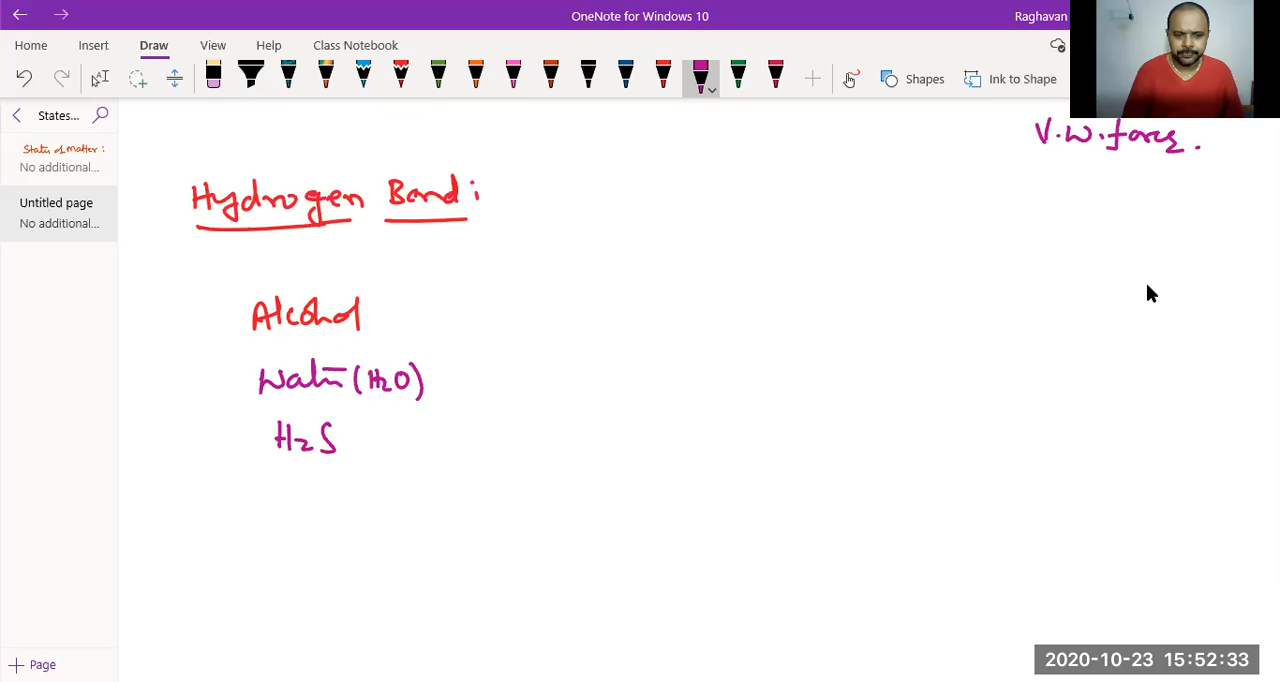 OneNote for Windows 10
Raghavan
Home Insert Draw View Help Class Notebook
Shapes Ink to Shape
States...
States of matter:
No additional...
Untitled page
No additional...
V.W. forces.
Hydrogen Bond:
Alcohol
Water (H2O)
H2S
Page
2020-10-23 15:52:33